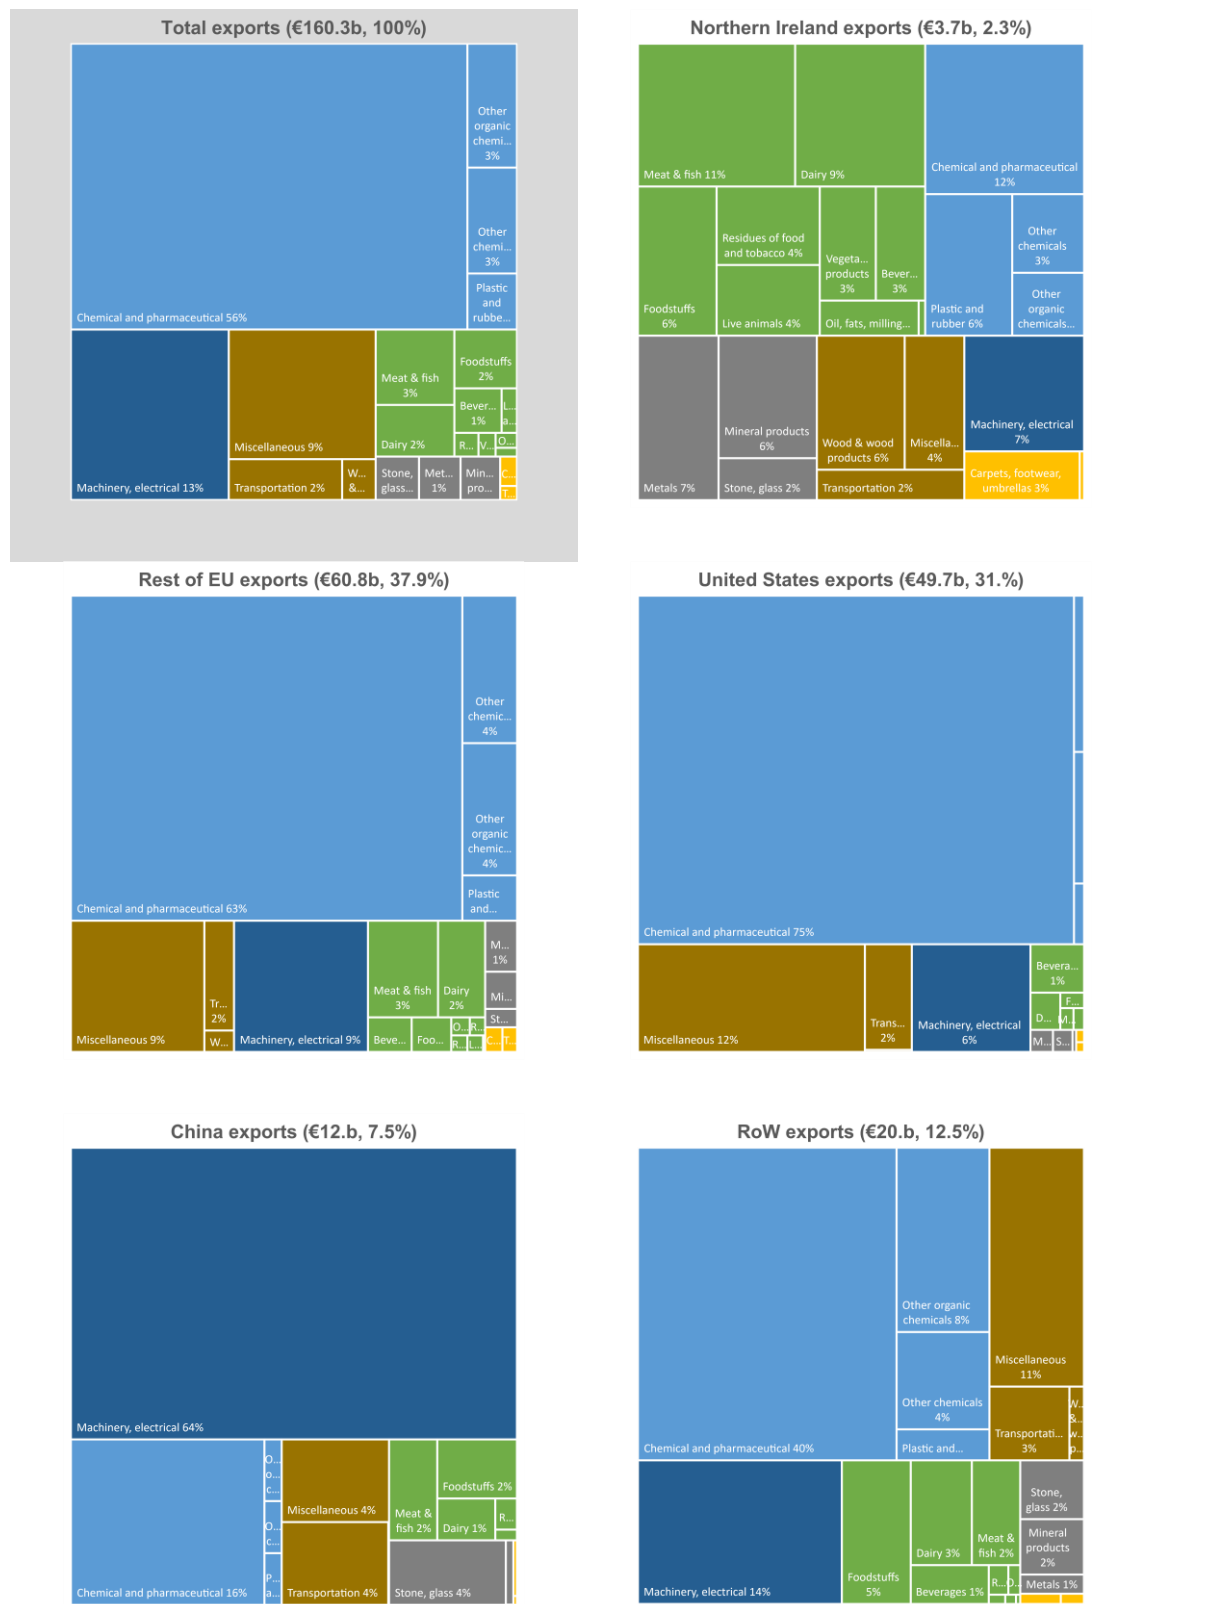 Total exports (€160.3b, 100%)
Other
organic
chemi...
3%
Other
chemi...
3%
Plastic
and
rubbe...
Chemical and pharmaceutical 56%
Machinery, electrical 13%
Miscellaneous 9%
Transportation 2%
W...
&...
Meat & fish
3%
Dairy 2%
Foodstuffs
2%
Bever...
1%
L...
a...
R...
V...
O...
Stone,
glass...
Met...
1%
Min...
pro...
C...
T...
Northern Ireland exports (€3.7b, 2.3%)
Meat & fish 11%
Dairy 9%
Chemical and pharmaceutical
12%
Foodstuffs
6%
Residues of food
and tobacco 4%
Live animals 4%
Vegeta...
products
3%
Bever...
3%
Oil, fats, milling...
Plastic and
rubber 6%
Other
chemicals
3%
Other
organic
chemicals...
Metals 7%
Mineral products
6%
Stone, glass 2%
Wood & wood
products 6%
Miscella...
4%
Transportation 2%
Machinery, electrical
7%
Carpets, footwear,
umbrellas 3%
Rest of EU exports (€60.8b, 37.9%)
Other
chemic...
4%
Other
organic
chemic...
4%
Plastic
and...
Chemical and pharmaceutical 63%
Miscellaneous 9%
Tr...
2%
W...
Machinery, electrical 9%
Meat & fish
3%
Dairy
2%
Beve...
Foo...
O...
R...
R...
L...
M...
1%
Mi...
St...
C...
T...
United States exports (€49.7b, 31.%)
Chemical and pharmaceutical 75%
Miscellaneous 12%
Trans...
2%
Machinery, electrical
6%
Bevera...
1%
D...
F...
M...
M...
S...
China exports (€12.b, 7.5%)
Machinery, electrical 64%
Chemical and pharmaceutical 16%
O...
o...
c...
O...
c...
P...
a...
Miscellaneous 4%
Transportation 4%
Meat &
fish 2%
Foodstuffs 2%
Dairy 1%
R...
Stone, glass 4%
RoW exports (€20.b, 12.5%)
Chemical and pharmaceutical 40%
Other organic
chemicals 8%
Other chemicals
4%
Plastic and...
Miscellaneous
11%
Transportati...
3%
W...
&...
w...
p...
Machinery, electrical 14%
Foodstuffs
5%
Dairy 3%
Meat &
fish 2%
Beverages 1%
R...
O...
Stone,
glass 2%
Mineral
products
2%
Metals 1%